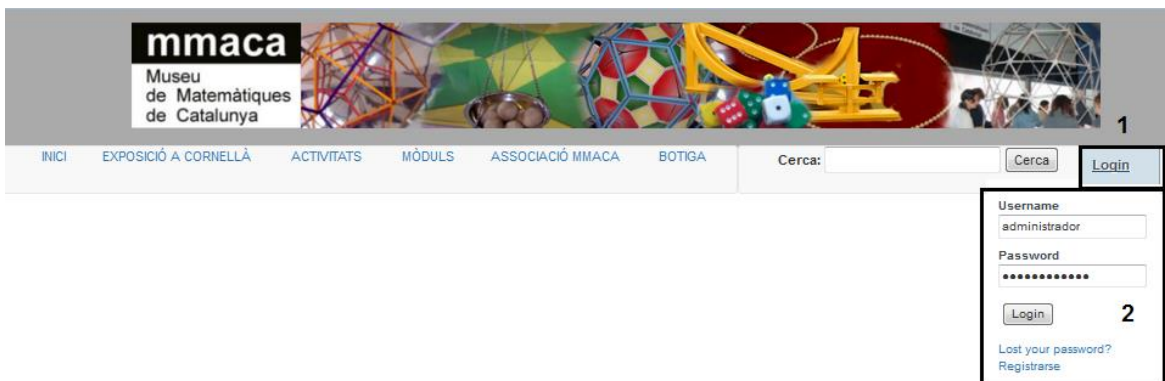 mmaca
Museu
de Matemàtiques
de Catalunya
1
INICI EXPOSICIÓ A CORNELLÀ ACTIVITATS MÒDULS ASSOCIACIÓ MMACA BOTIGA Cerca: Cerca Login
Username
administrador
Password
••••••••••••
Login 2
Lost your password?
Registrarse